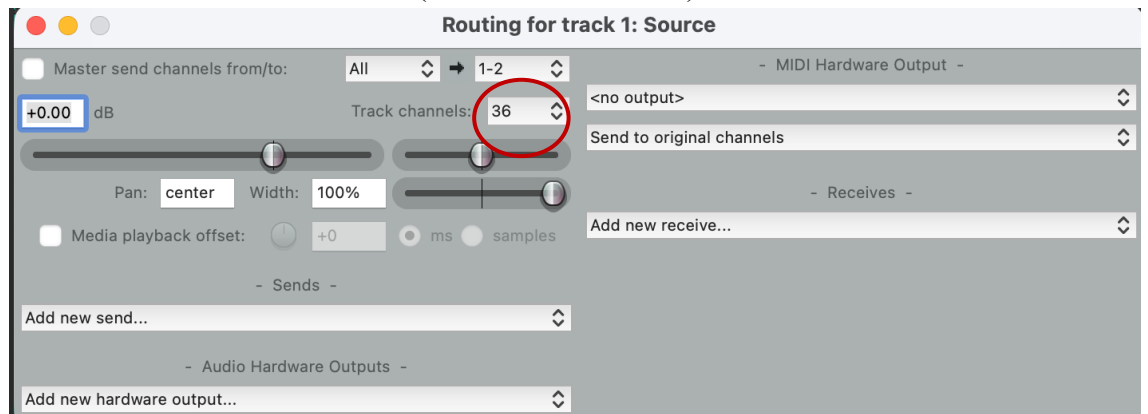 Routing for track 1: Source
Master send channels from/to: All → 1-2
+0.00 dB Track channels: 36
Pan: center Width: 100%
Media playback offset: +0 ms samples
- Sends -
Add new send...
- Audio Hardware Outputs -
Add new hardware output...
- MIDI Hardware Output -
<no output>
Send to original channels
- Receives -
Add new receive...